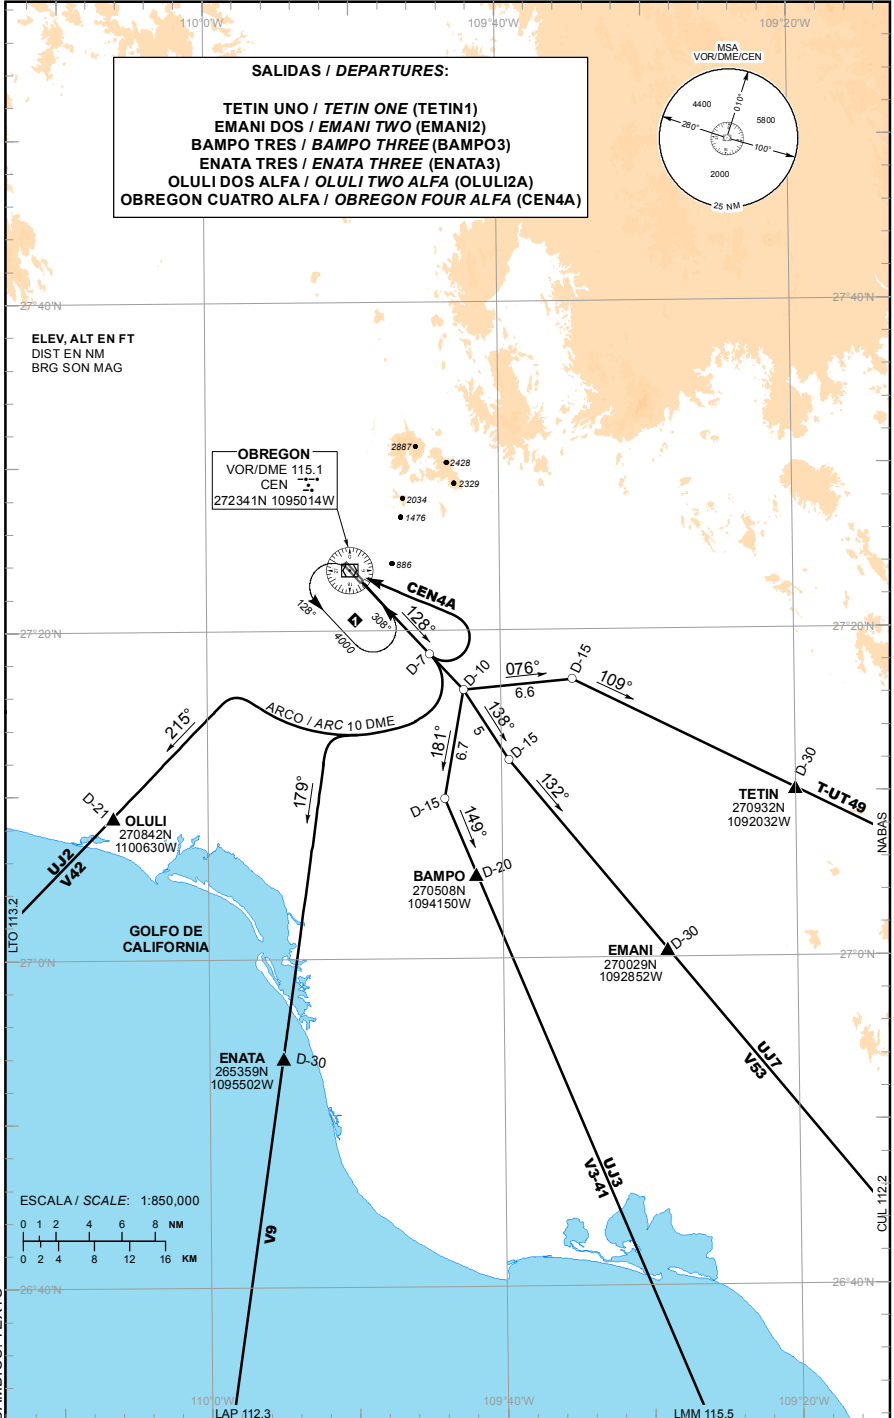 110°0'W
109°40'W
109°20'W
SALIDAS / DEPARTURES:
TETIN UNO / TETIN ONE (TETIN1)
EMANI DOS / EMANI TWO (EMANI2)
BAMPO TRES / BAMPO THREE (BAMPO3)
ENATA TRES / ENATA THREE (ENATA3)
OLULI DOS ALFA / OLULI TWO ALFA (OLULI2A)
OBREGON CUATRO ALFA / OBREGON FOUR ALFA (CEN4A)
MSA
VOR/DME/CEN
4400
010°
5800
280°
100°
2000
25 NM
27°40'N
27°40'N
ELEV, ALT EN FT
DIST EN NM
BRG SON MAG
OBREGON
VOR/DME 115.1
CEN
272341N 1095014W
2887
2428
2329
2034
1476
886
CEN4A
128°
308°
4000
1
128°
27°20'N
27°20'N
D-7
D-10
076°
6.6
D-15
109°
ARCO / ARC 10 DME
215°
181°
6.7
138°
5
D-15
132°
179°
D-15
149°
D-30
TETIN
270932N
1092032W
T-UT49
NABAS
D-21
OLULI
270842N
1100630W
UJ2
V42
LTO 113.2
BAMPO
270508N
1094150W
D-20
GOLFO DE
CALIFORNIA
EMANI
270029N
1092852W
D-30
27°0'N
27°0'N
ENATA
265359N
1095502W
D-30
UJ7
V53
UJ3
V3-41
CUL 112.2
ESCALA / SCALE: 1:850,000
0 1 2 4 6 8 NM
0 2 4 8 12 16 KM
V9
26°40'N
26°40'N
110°0'W
109°40'W
109°20'W
LAP 112.3
LMM 115.5